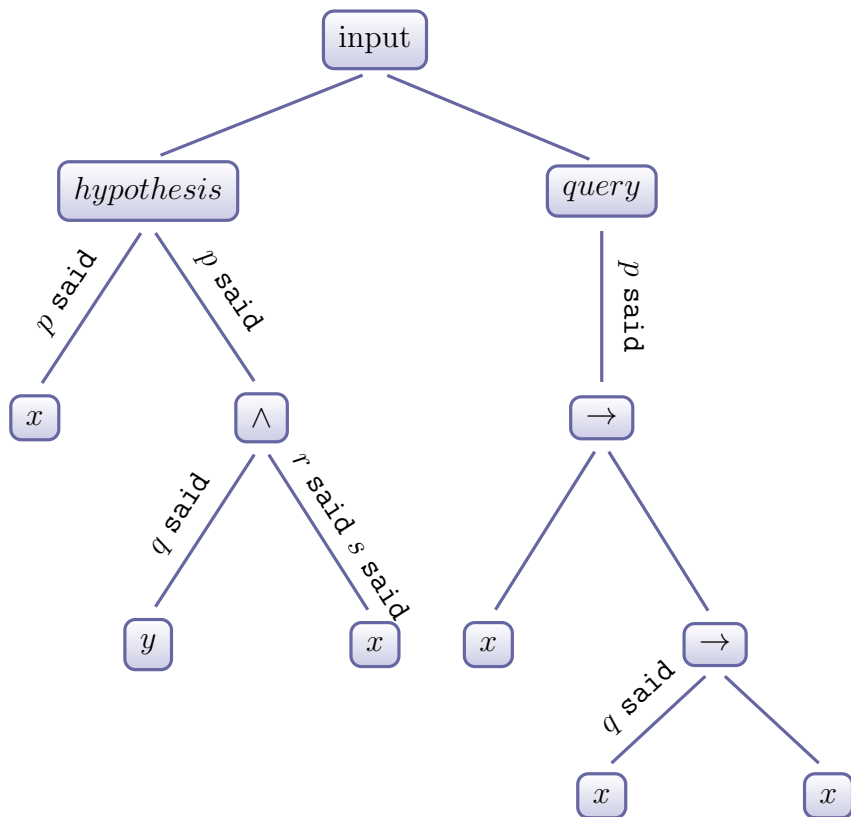 input
hypothesis
query
p said
p said
p said
x
∧
→
q said
r said s said
y
x
x
→
q said
x
x